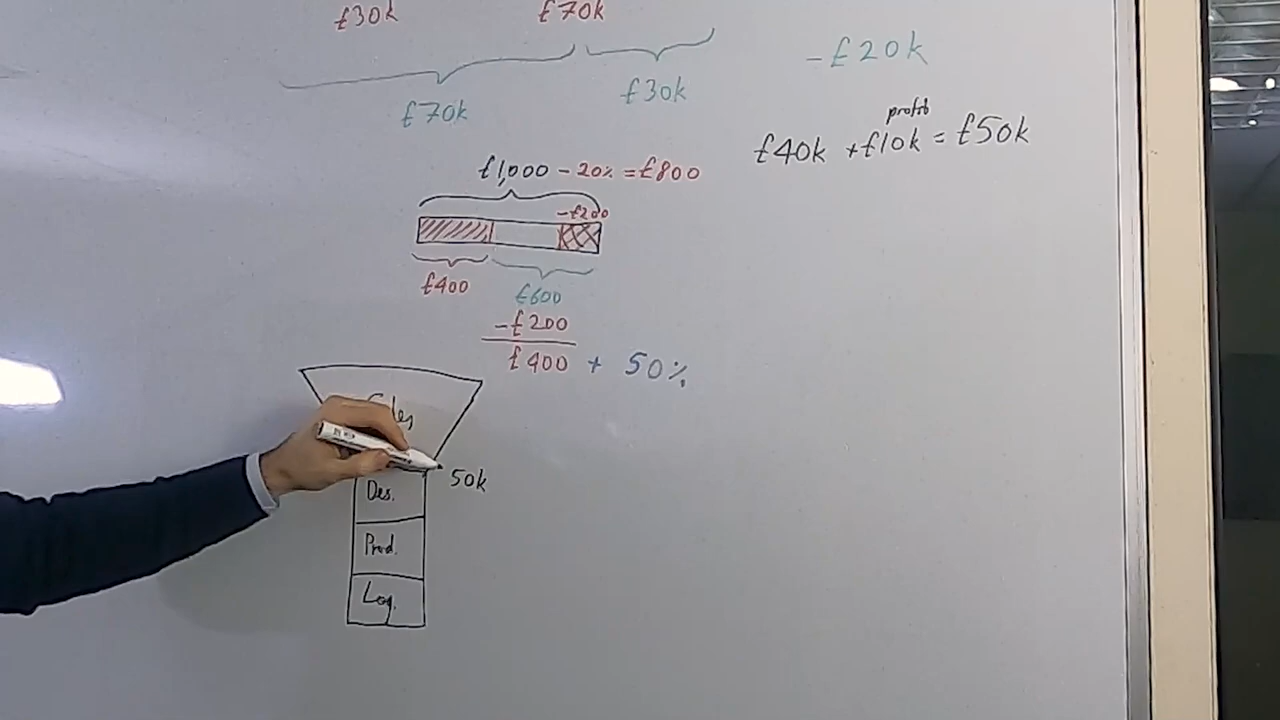 £30k £70k
£70k £30k
-£20k
profit
£40k +£10k = £50k
£1,000 - 20% = £800
-£200
£400 £600
-£200
£400 + 50%
50k
Des.
Prod.
Log.